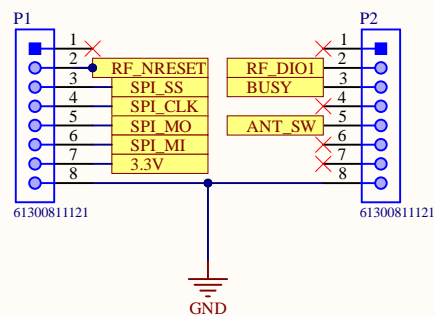 P1
P2
1
2
3
4
5
6
7
8
RF_NRESET
SPI_SS
SPI_CLK
SPI_MO
SPI_MI
3.3V
RF_DIO1
BUSY
ANT_SW
1
2
3
4
5
6
7
8
61300811121
61300811121
GND